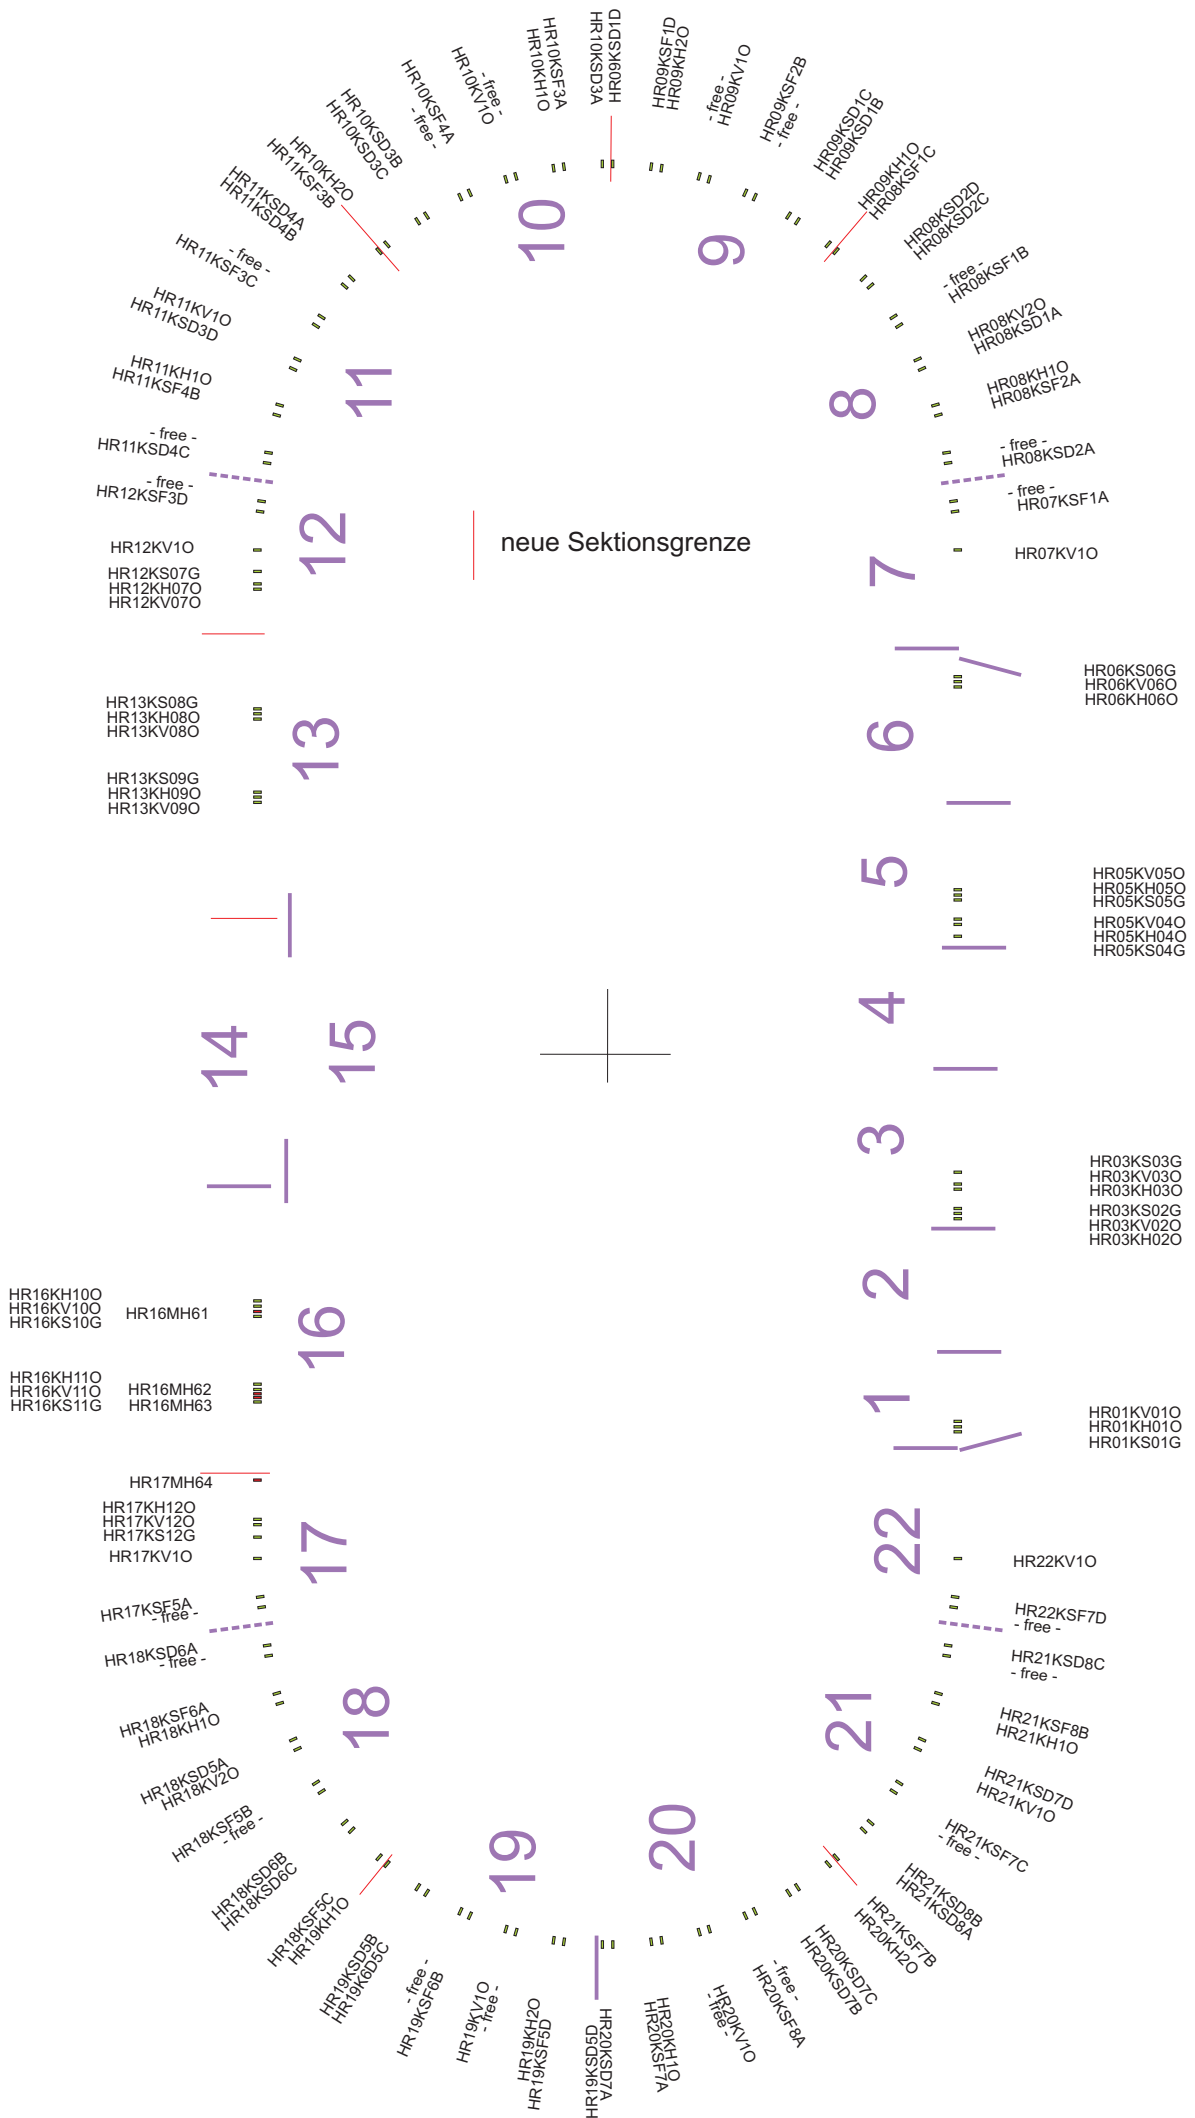 HR10KSD3A
HR09KSD1D
HR10KSF3A
HR10KH1O
- free -
HR10KV1O
HR10KSF4A
- free -
HR10KSD3B
HR10KSD3C
HR10KH2O
HR11KSF3B
HR11KSD4A
HR11KSD4B
- free -
HR11KSF3C
HR11KV1O
HR11KSD3D
HR11KH1O
HR11KSF4B
- free -
HR11KSD4C
- free -
HR12KSF3D
HR12KV1O
HR12KS07G
HR12KH07O
HR12KV07O
HR13KS08G
HR13KH08O
HR13KV08O
HR13KS09G
HR13KH09O
HR13KV09O
HR16KH10O
HR16KV10O
HR16KS10G
HR16MH61
HR16KH11O
HR16KV11O
HR16KS11G
HR16MH62
HR16MH63
HR17MH64
HR17KH12O
HR17KV12O
HR17KS12G
HR17KV1O
HR17KSF5A
- free -
HR18KSD6A
- free -
HR18KSF6A
HR18KH1O
HR18KSD5A
HR18KV2O
HR18KSF5B
- free -
HR18KSD6B
HR18KSD6C
HR18KSF5C
HR19KH1O
HR19KSD5B
HR19K6D5C
- free -
HR19KSF6B
HR19KV1O
- free -
HR19KH2O
HR19KSF5D
HR19KSD5D
HR20KSD7A
HR20KH1O
HR20KSF7A
HR20KV1O
- free -
- free -
HR20KSF8A
HR20KSD7C
HR20KSD7B
HR21KSF7B
HR20KH2O
HR21KSD8B
HR21KSD8A
HR21KSF7C
- free -
HR21KSD7D
HR21KV1O
HR21KSF8B
HR21KH1O
HR21KSD8C
- free -
HR22KSF7D
- free -
HR22KV1O
HR01KV01O
HR01KH01O
HR01KS01G
HR03KS03G
HR03KV03O
HR03KH03O
HR03KS02G
HR03KV02O
HR03KH02O
HR05KV05O
HR05KH05O
HR05KS05G
HR05KV04O
HR05KH04O
HR05KS04G
HR06KS06G
HR06KV06O
HR06KH06O
HR07KV1O
- free -
HR07KSF1A
- free -
HR08KSD2A
HR08KH1O
HR08KSF2A
HR08KV2O
HR08KSD1A
- free -
HR08KSF1B
HR08KSD2D
HR08KSD2C
HR09KH1O
HR08KSF1C
HR09KSD1C
HR09KSD1B
HR09KSF2B
- free -
- free -
HR09KV1O
HR09KSF1D
HR09KH2O
neue Sektionsgrenze
1
2
3
4
5
6
7
8
9
10
11
12
13
14
15
16
17
18
19
20
21
22